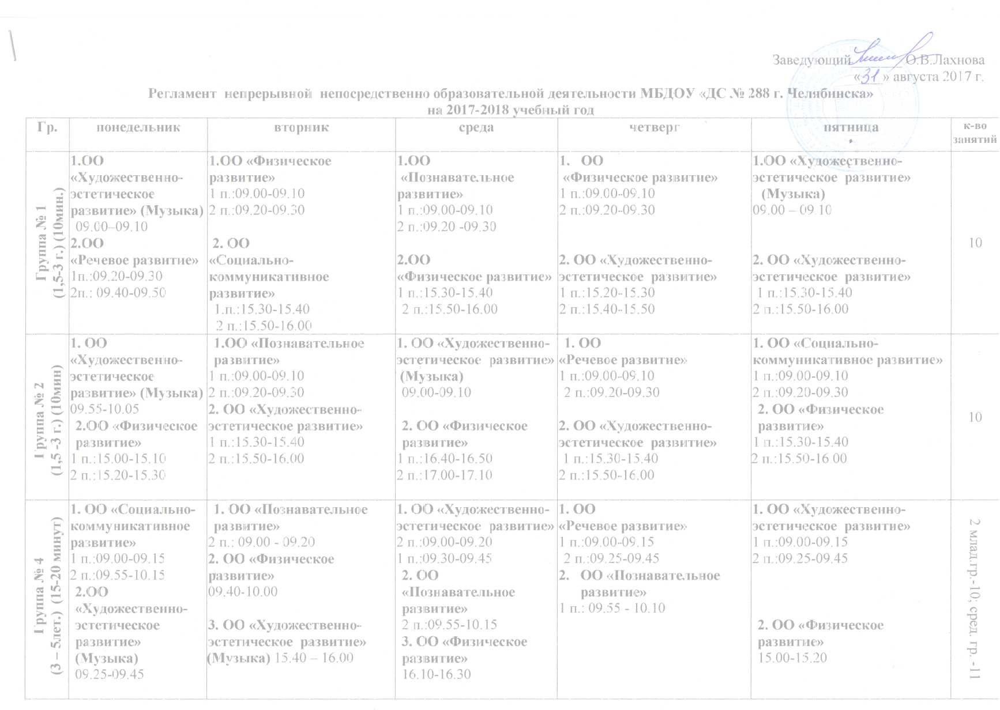 Заведующий О.В.Лахнова
«31» августа 2017 г.
Регламент непрерывной непосредственно образовательной деятельности МБДОУ «ДС № 288 г. Челябинска»
на 2017-2018 учебный год
Гр.
понедельник
вторник
среда
четверг
пятница
к-во
занятий
Группа № 1
(1,5-3 г.) (10мин.)
1.ОО
«Художественно-
эстетическое
развитие» (Музыка)
09.00–09.10
2.ОО
«Речевое развитие»
1п.:09.20-09.30
2п.: 09.40-09.50
1.ОО «Физическое
развитие»
1 п.:09.00-09.10
2 п.:09.20-09.30
2. ОО
«Социально-
коммуникативное
развитие»
1.п.:15.30-15.40
2 п.:15.50-16.00
1.ОО
«Познавательное
развитие»
1 п.:09.00-09.10
2 п.:09.20 -09.30
2.ОО
«Физическое развитие»
1 п.:15.30-15.40
2 п.:15.50-16.00
1. ОО
«Физическое развитие»
1 п.:09.00-09.10
2 п.:09.20-09.30
2. ОО «Художественно-
эстетическое развитие»
1 п.:15.20-15.30
2 п.:15.40-15.50
1.ОО «Художественно-
эстетическое развитие»
(Музыка)
09.00 – 09.10
2. ОО «Художественно-
эстетическое развитие»
1 п.:15.30-15.40
2 п.:15.50-16.00
10
Группа № 2
(1,5 -3 г.) (10мин)
1. ОО
«Художественно-
эстетическое
развитие» (Музыка)
09.55-10.05
2.ОО «Физическое
развитие»
1 п.:15.00-15.10
2 п.:15.20-15.30
1.ОО «Познавательное
развитие»
1 п.:09.00-09.10
2 п.:09.20-09.30
2. ОО «Художественно-
эстетическое развитие»
1 п.:15.30-15.40
2 п.:15.50-16.00
1. ОО «Художественно-
эстетическое развитие»
(Музыка)
09.00-09.10
2. ОО «Физическое
развитие»
1 п.:16.40-16.50
2 п.:17.00-17.10
1. ОО
«Речевое развитие»
1 п.:09.00-09.10
2 п.:09.20-09.30
2. ОО «Художественно-
эстетическое развитие»
1 п.:15.30-15.40
2 п.:15.50-16.00
1. ОО «Социально-
коммуникативное развитие»
1 п.:09.00-09.10
2 п.:09.20-09.30
2. ОО «Физическое
развитие»
1 п.:15.30-15.40
2 п.:15.50-16.00
10
Группа № 4
(3 – 5лет.) (15-20 минут)
1. ОО «Социально-
коммуникативное
развитие»
1 п.:09.00-09.15
2 п.:09.55-10.15
2.ОО
«Художественно-
эстетическое
развитие»
(Музыка)
09.25-09.45
1. ОО «Познавательное
развитие»
2 п.: 09.00 - 09.20
2. ОО «Физическое
развитие»
09.40-10.00
3. ОО «Художественно-
эстетическое развитие»
(Музыка) 15.40 – 16.00
1. ОО «Художественно-
эстетическое развитие»
2 п.:09.00-09.20
1 п.:09.30-09.45
2. ОО
«Познавательное
развитие»
2 п.:09.55-10.15
3. ОО «Физическое
развитие»
16.10-16.30
1. ОО
«Речевое развитие»
1 п.:09.00-09.15
2 п.:09.25-09.45
2. ОО «Познавательное
развитие»
1 п.: 09.55 - 10.10
1. ОО «Художественно-
эстетическое развитие»
1 п.:09.00-09.15
2 п.:09.25-09.45
2. ОО «Физическое
развитие»
15.00-15.20
2 млад.гр.-10; сред. гр. -11